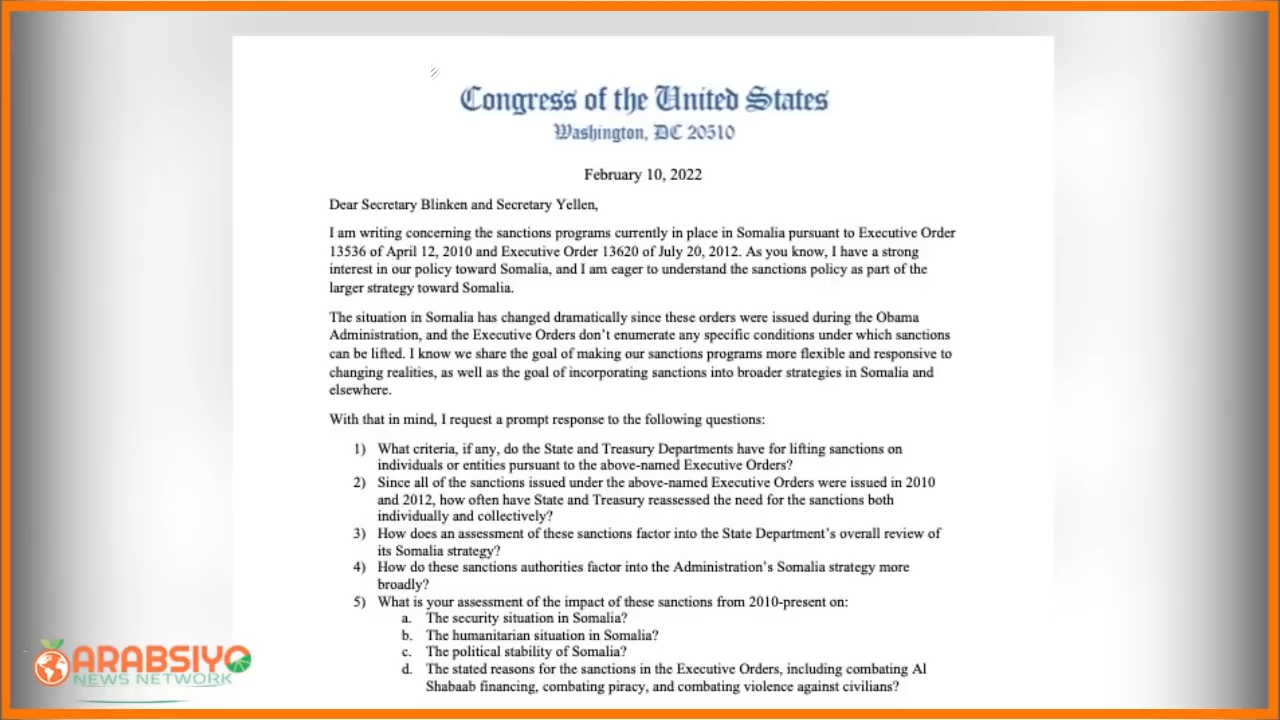 Congress of the United States
Washington, DC 20510
February 10, 2022
Dear Secretary Blinken and Secretary Yellen,
I am writing concerning the sanctions programs currently in place in Somalia pursuant to Executive Order
13536 of April 12, 2010 and Executive Order 13620 of July 20, 2012. As you know, I have a strong
interest in our policy toward Somalia, and I am eager to understand the sanctions policy as part of the
larger strategy toward Somalia.
The situation in Somalia has changed dramatically since these orders were issued during the Obama
Administration, and the Executive Orders don't enumerate any specific conditions under which sanctions
can be lifted. I know we share the goal of making our sanctions programs more flexible and responsive to
changing realities, as well as the goal of incorporating sanctions into broader strategies in Somalia and
elsewhere.
With that in mind, I request a prompt response to the following questions:
1) What criteria, if any, do the State and Treasury Departments have for lifting sanctions on
individuals or entities pursuant to the above-named Executive Orders?
2) Since all of the sanctions issued under the above-named Executive Orders were issued in 2010
and 2012, how often have State and Treasury reassessed the need for the sanctions both
individually and collectively?
3) How does an assessment of these sanctions factor into the State Department's overall review of
its Somalia strategy?
4) How do these sanctions authorities factor into the Administration's Somalia strategy more
broadly?
5) What is your assessment of the impact of these sanctions from 2010-present on:
a. The security situation in Somalia?
b. The humanitarian situation in Somalia?
c. The political stability of Somalia?
d. The stated reasons for the sanctions in the Executive Orders, including combating Al
Shabaab financing, combating piracy, and combating violence against civilians?
ARABSIYO
NEWS NETWORK